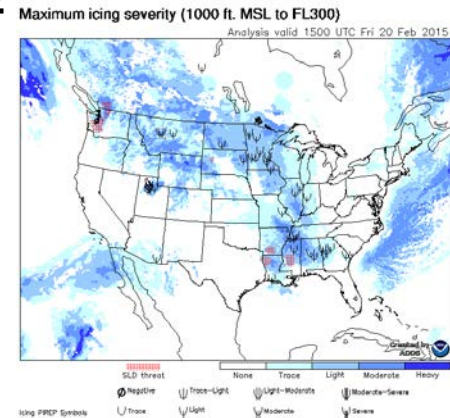 Maximum icing severity (1000 ft. MSL to FL300)
Analysis valid 1500 UTC Fri 20 Feb 2015
Created by
ADDS
SLD threat
None Trace Light Moderate Heavy
Negative Trace-Light Light-Moderate Moderate-Severe
Icing PIREP Symbols Trace Light Moderate Severe